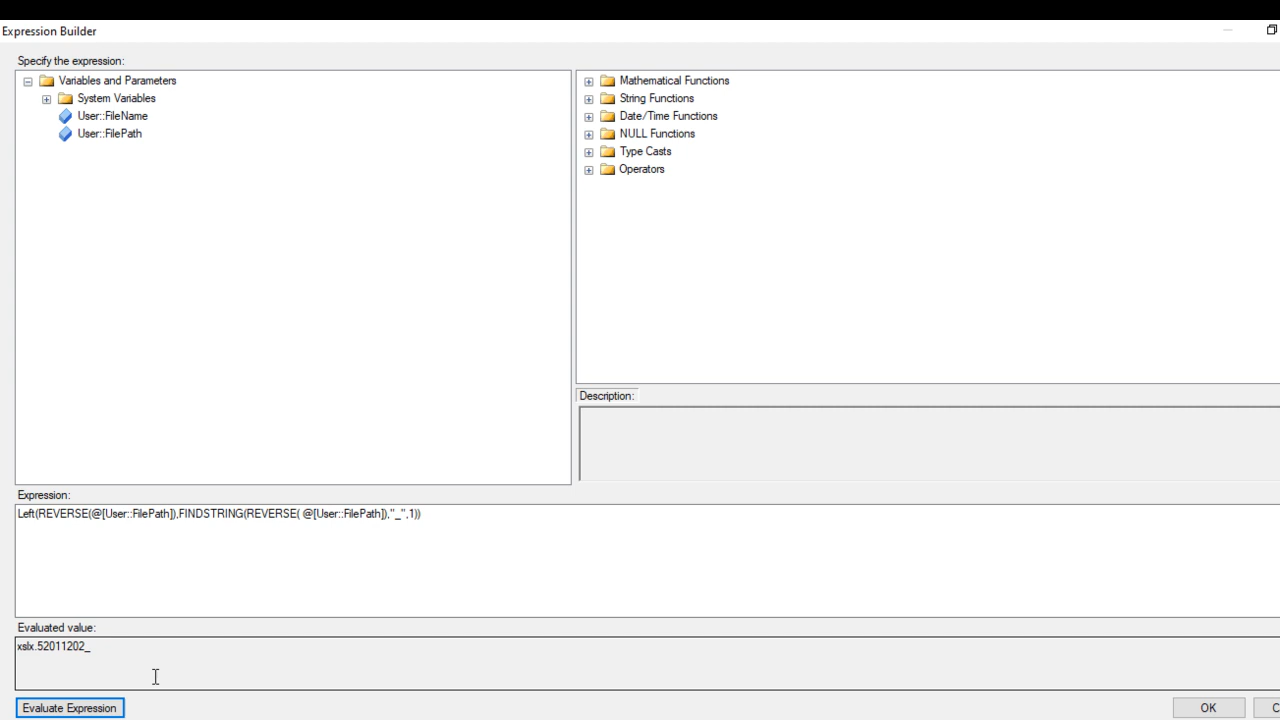 Expression Builder
Specify the expression:
Variables and Parameters
System Variables
User::FileName
User::FilePath
Mathematical Functions
String Functions
Date/Time Functions
NULL Functions
Type Casts
Operators
Description:
Expression:
Left(REVERSE(@[User::FilePath]),FINDSTRING(REVERSE( @[User::FilePath]),"_",1))
Evaluated value:
xslx.52011202_
Evaluate Expression
OK
C